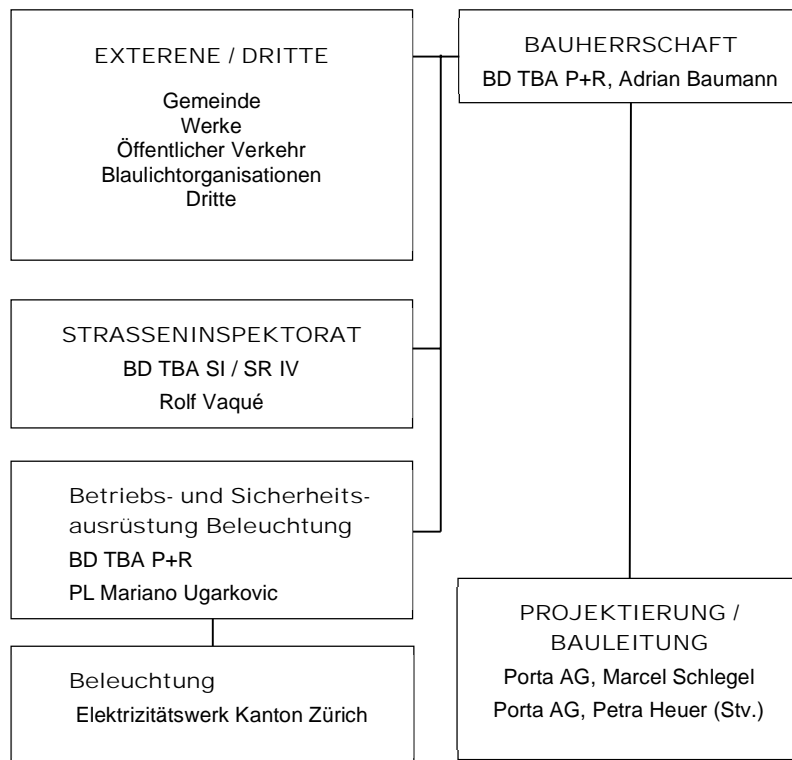 EXTERENE / DRITTE
Gemeinde
Werke
Öffentlicher Verkehr
Blaulichtorganisationen
Dritte
BAUHERRSCHAFT
BD TBA P+R, Adrian Baumann
STRASSENINSPEKTORAT
BD TBA SI / SR IV
Rolf Vaqué
Betriebs- und Sicherheits-
ausrüstung Beleuchtung
BD TBA P+R
PL Mariano Ugarkovic
Beleuchtung
Elektrizitätswerk Kanton Zürich
PROJEKTIERUNG /
BAULEITUNG
Porta AG, Marcel Schlegel
Porta AG, Petra Heuer (Stv.)